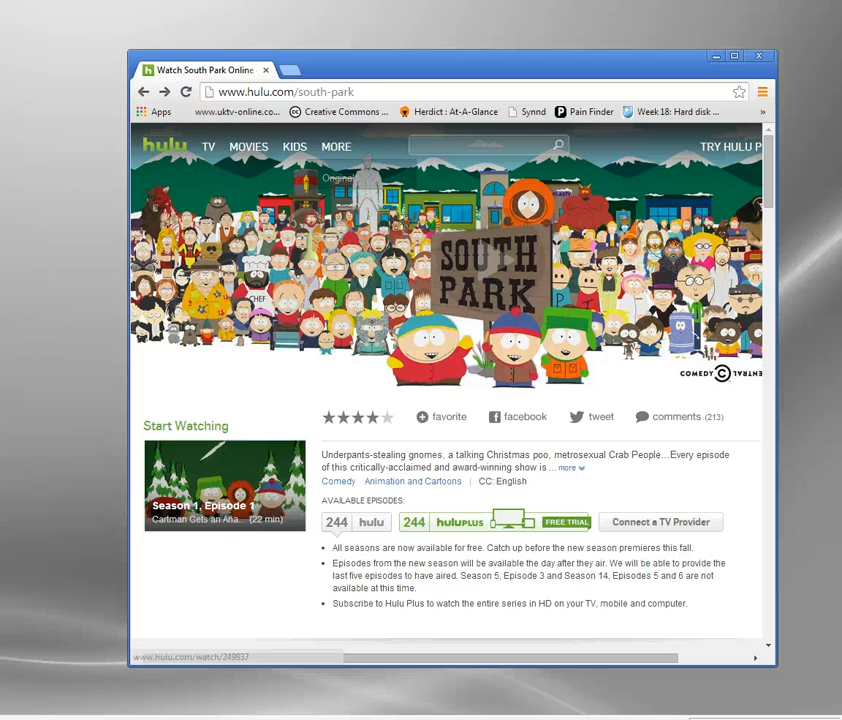 Watch South Park Online
www.hulu.com/south-park
Apps www.uktv-online.co... Creative Commons ... Herdict : At-A-Glance Synnd Pain Finder Week 18: Hard disk ... »
hulu TV MOVIES KIDS MORE TRY HULU P
Original
SOUTH
PARK
CHEF
COMEDY CENTRAL
Start Watching
favorite facebook tweet comments (213)
Underpants-stealing gnomes, a talking Christmas poo, metrosexual Crab People...Every episode
of this critically-acclaimed and award-winning show is ... more
Comedy Animation and Cartoons | CC: English
AVAILABLE EPISODES:
Season 1, Episode 1
Cartman Gets an Ana... (22 min)
244 hulu 244 huluPLUS FREE TRIAL Connect a TV Provider
• All seasons are now available for free. Catch up before the new season premieres this fall.
• Episodes from the new season will be available the day after they air. We will be able to provide the
last five episodes to have aired. Season 5, Episode 3 and Season 14, Episodes 5 and 6 are not
available at this time.
• Subscribe to Hulu Plus to watch the entire series in HD on your TV, mobile and computer.
www.hulu.com/watch/249837